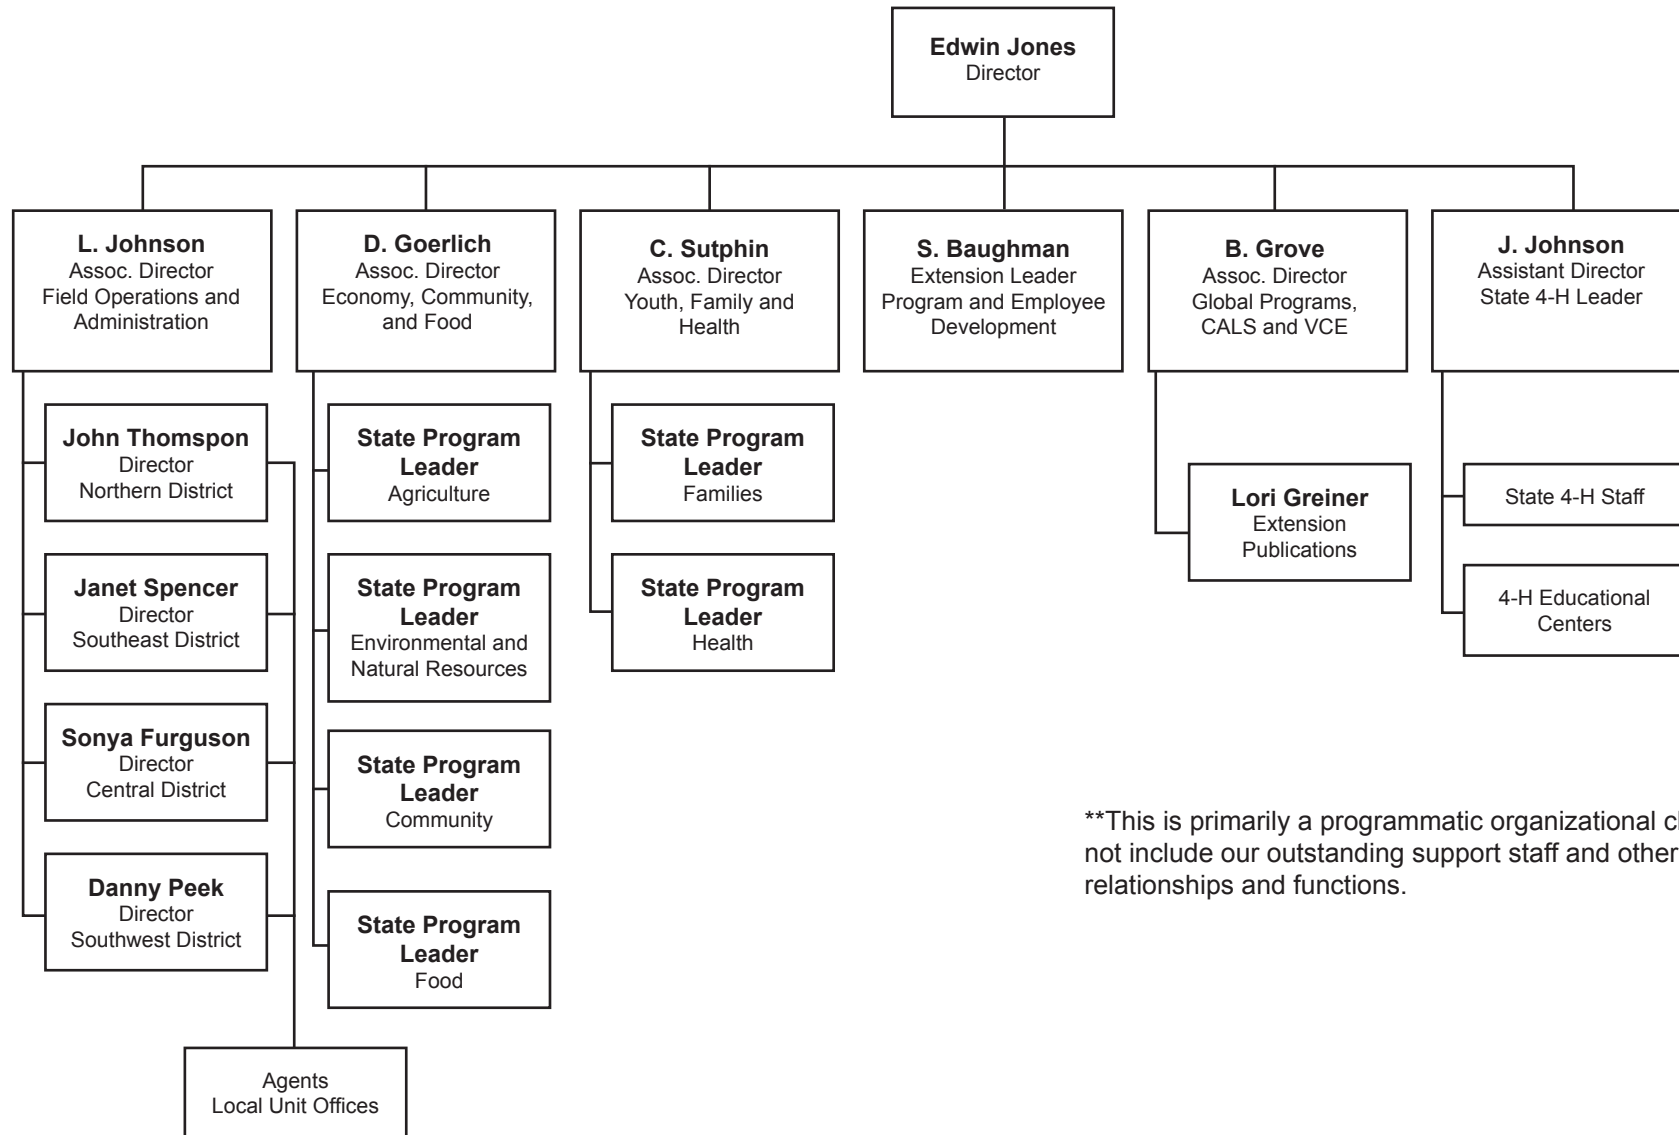 Edwin Jones
Director
L. Johnson
Assoc. Director
Field Operations and
Administration
D. Goerlich
Assoc. Director
Economy, Community,
and Food
C. Sutphin
Assoc. Director
Youth, Family and
Health
S. Baughman
Extension Leader
Program and Employee
Development
B. Grove
Assoc. Director
Global Programs,
CALS and VCE
J. Johnson
Assistant Director
State 4-H Leader
John Thomspon
Director
Northern District
Janet Spencer
Director
Southeast District
Sonya Furguson
Director
Central District
Danny Peek
Director
Southwest District
Agents
Local Unit Offices
State Program
Leader
Agriculture
State Program
Leader
Environmental and
Natural Resources
State Program
Leader
Community
State Program
Leader
Food
State Program
Leader
Families
State Program
Leader
Health
Lori Greiner
Extension
Publications
State 4-H Staff
4-H Educational
Centers
**This is primarily a programmatic organizational
not include our outstanding support staff and other
relationships and functions.